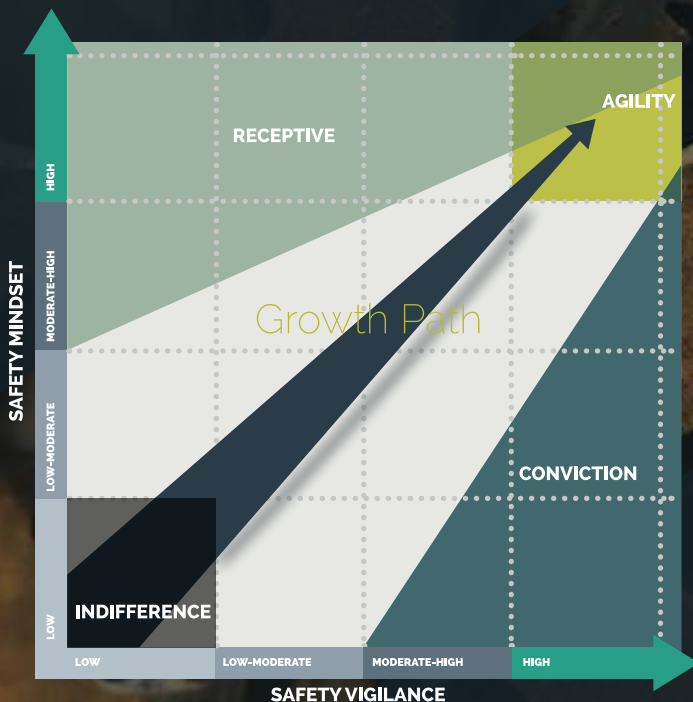 AGILITY
RECEPTIVE
HIGH
MODERATE-HIGH
SAFETY MINDSET
Growth Path
LOW-MODERATE
CONVICTION
INDIFFERENCE
LOW
LOW
LOW-MODERATE
MODERATE-HIGH
HIGH
SAFETY VIGILANCE